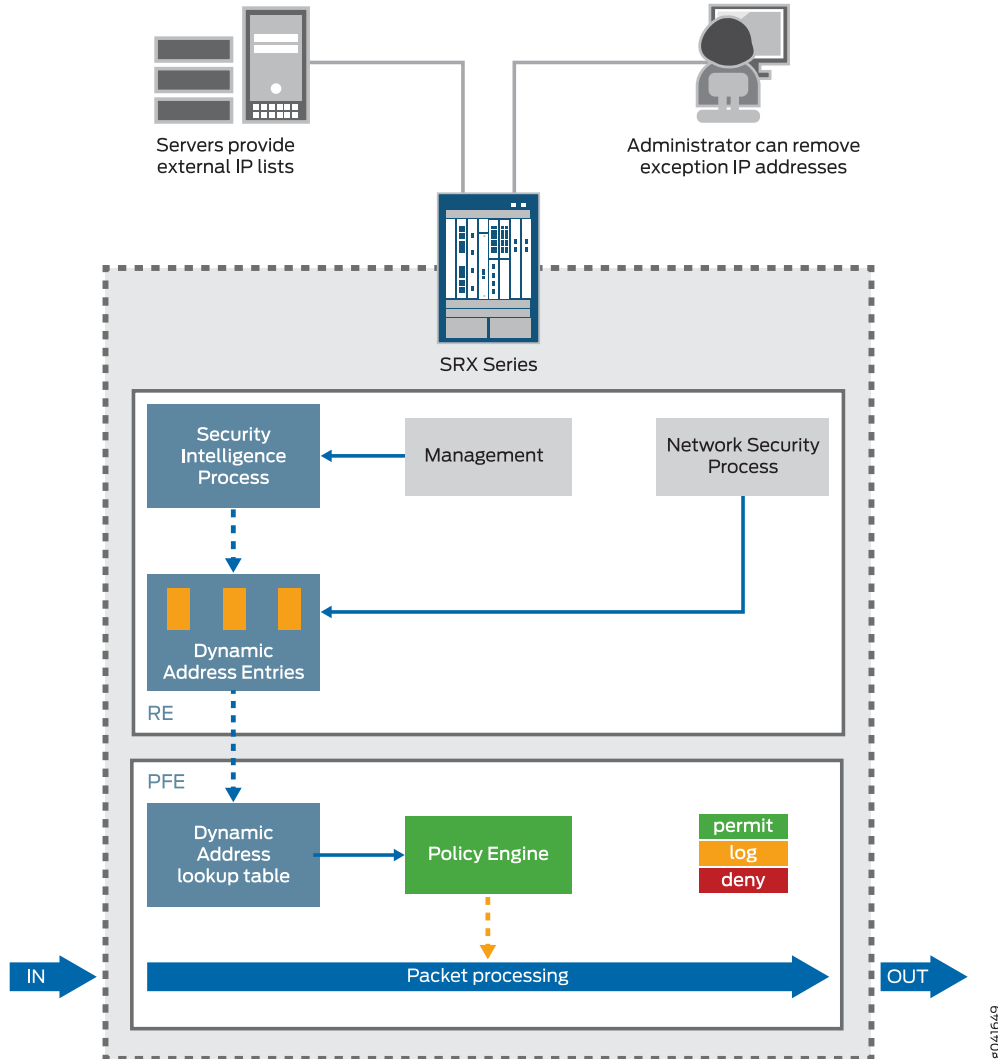 Servers provide
external IP lists
Administrator can remove
exception IP addresses
SRX Series
Security
Intelligence
Process
Management
Network Security
Process
Dynamic
Address Entries
RE
PFE
Dynamic
Address
lookup table
Policy Engine
permit
log
deny
IN
Packet processing
OUT
g041649